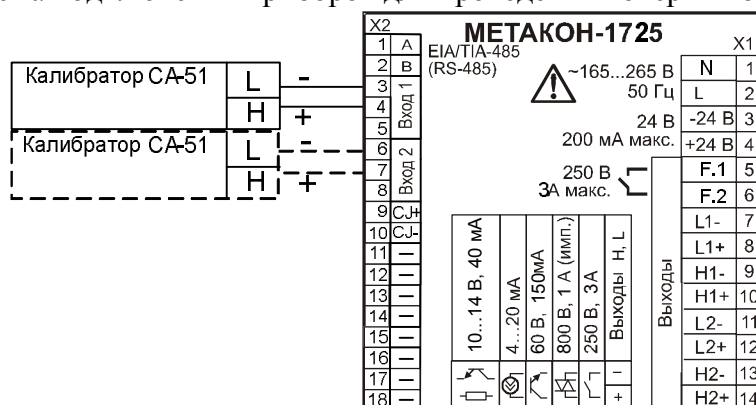 X2
МЕТАКОН-1725
X1
1 A
EIA/TIA-485
(RS-485)
2 B
3
4
5
Вход 1
6
7
8
Вход 2
9 CJ+
10 CJ-
11 –
12 –
13 –
14 –
15 –
16 –
17 –
18 –
Калибратор СА-51 L -
H +
Калибратор СА-51 L -
H +
~165...265 В
50 Гц
24 В
200 мА макс.
250 В
3А макс.
10...14 В, 40 мА
4...20 мА
60 В, 150мА
800 В, 1 А (имп.)
250 В, 3А
Выходы H, L
–
+
Выходы
N 1
L 2
-24 В 3
+24 В 4
F.1 5
F.2 6
L1- 7
L1+ 8
H1- 9
H1+ 10
L2- 11
L2+ 12
H2- 13
H2+ 14